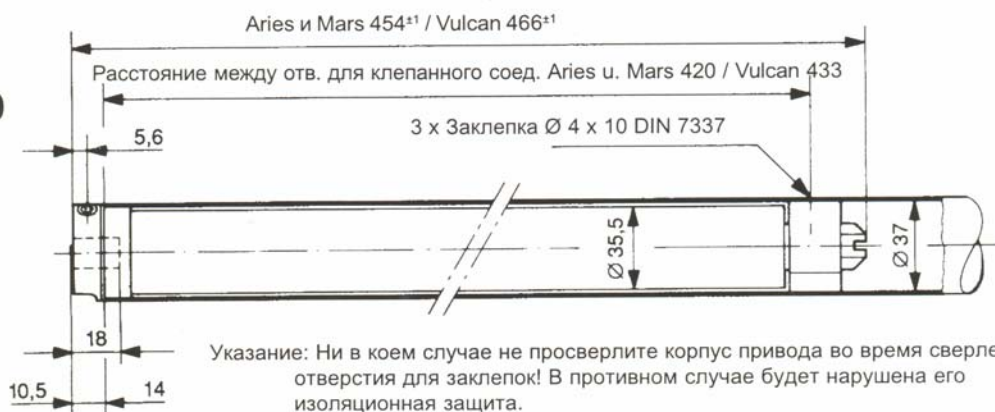 Aries и Mars 454±1 / Vulcan 466±1
Расстояние между отв. для клепанного соед. Aries u. Mars 420 / Vulcan 433
3 x Заклепка Ø 4 x 10 DIN 7337
5,6
Ø 35,5
Ø 37
18
10,5
14
Указание: Ни в коем случае не просверлите корпус привода во время сверле
отверстия для заклепок! В противном случае будет нарушена его
изоляционная защита.